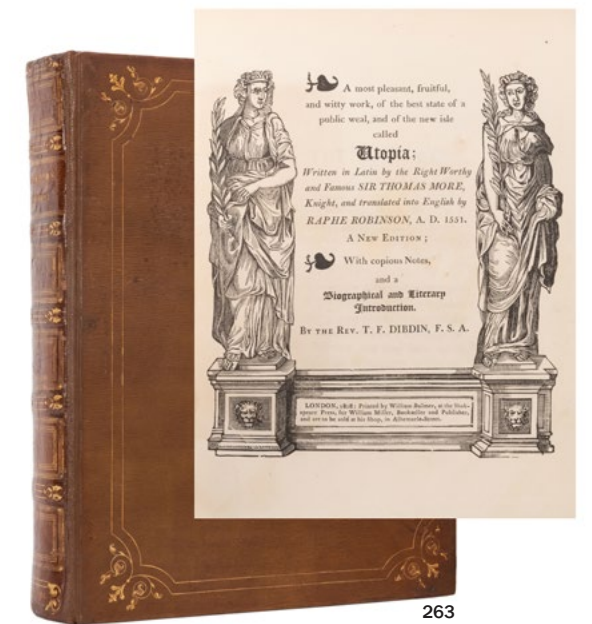 A most pleasant, fruitful,
and witty work, of the best state of a
public weal, and of the new isle
called
Utopia;
Written in Latin by the Right Worthy
and Famous SIR THOMAS MORE,
Knight, and translated into English by
RAPHE ROBINSON, A. D. 1551.
A NEW EDITION;
With copious Notes,
and a
Biographical and Literary
Introduction.
BY THE REV. T. F. DIBDIN, F. S. A.
LONDON, 1808: Printed by William Bulmer, at the Shak-
speare Press, for William Miller, Bookseller and Publisher,
and are to be sold at his Shop, in Albemarle-Street.
263